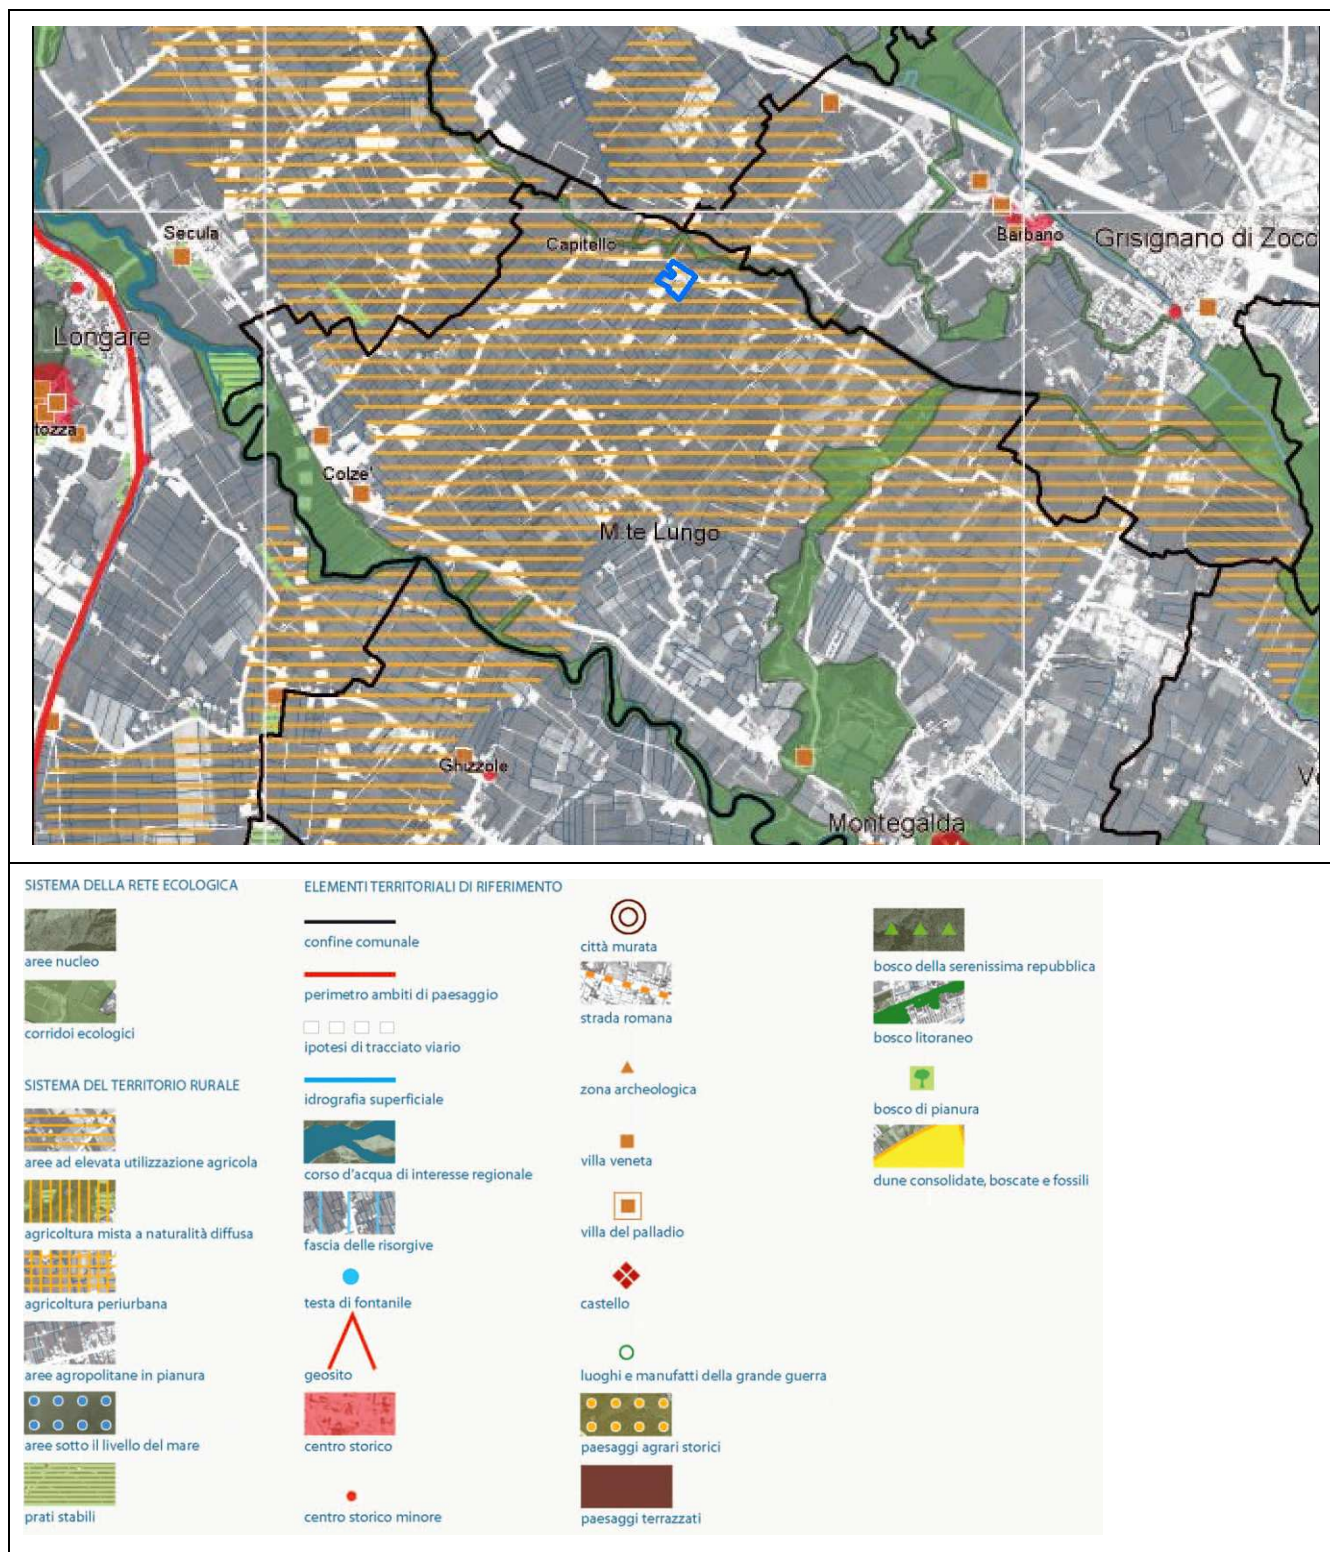 Secula
Capitello
Barbano
Grisignano di Zocc
Longare
tozza
Colze'
M.te Lungo
Ghizzole
Montegalda
SISTEMA DELLA RETE ECOLOGICA
aree nucleo
corridoi ecologici
SISTEMA DEL TERRITORIO RURALE
aree ad elevata utilizzazione agricola
agricoltura mista a naturalità diffusa
agricoltura periurbana
aree agropolitane in pianura
aree sotto il livello del mare
prati stabili
ELEMENTI TERRITORIALI DI RIFERIMENTO
confine comunale
perimetro ambiti di paesaggio
ipotesi di tracciato viario
idrografia superficiale
corso d'acqua di interesse regionale
fascia delle risorgive
testa di fontanile
geosito
centro storico
centro storico minore
città murata
strada romana
zona archeologica
villa veneta
villa del palladio
castello
luoghi e manufatti della grande guerra
paesaggi agrari storici
paesaggi terrazzati
bosco della serenissima repubblica
bosco litoraneo
bosco di pianura
dune consolidate, boscate e fossili